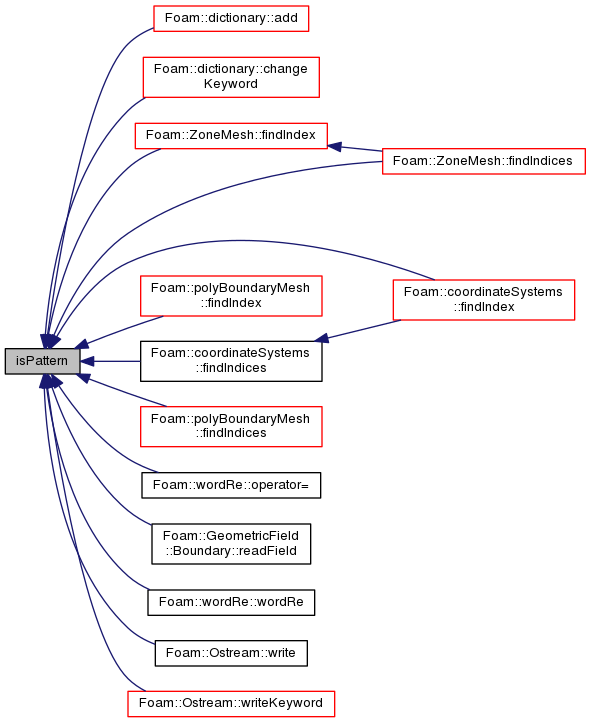 Foam::dictionary::add
Foam::dictionary::change
Keyword
Foam::ZoneMesh::findIndex
Foam::ZoneMesh::findIndices
Foam::polyBoundaryMesh
::findIndex
Foam::coordinateSystems
::findIndex
isPattern
Foam::coordinateSystems
::findIndices
Foam::polyBoundaryMesh
::findIndices
Foam::wordRe::operator=
Foam::GeometricField
::Boundary::readField
Foam::wordRe::wordRe
Foam::Ostream::write
Foam::Ostream::writeKeyword